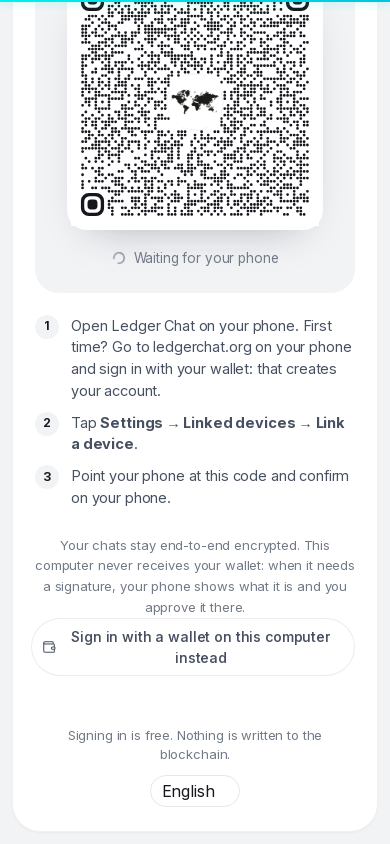 Waiting for your phone
1 Open Ledger Chat on your phone. First
time? Go to ledgerchat.org on your phone
and sign in with your wallet: that creates
your account.
2 Tap Settings → Linked devices → Link
a device.
3 Point your phone at this code and confirm
on your phone.
Your chats stay end-to-end encrypted. This
computer never receives your wallet: when it needs
a signature, your phone shows what it is and you
approve it there.
Sign in with a wallet on this computer
instead
Signing in is free. Nothing is written to the
blockchain.
English